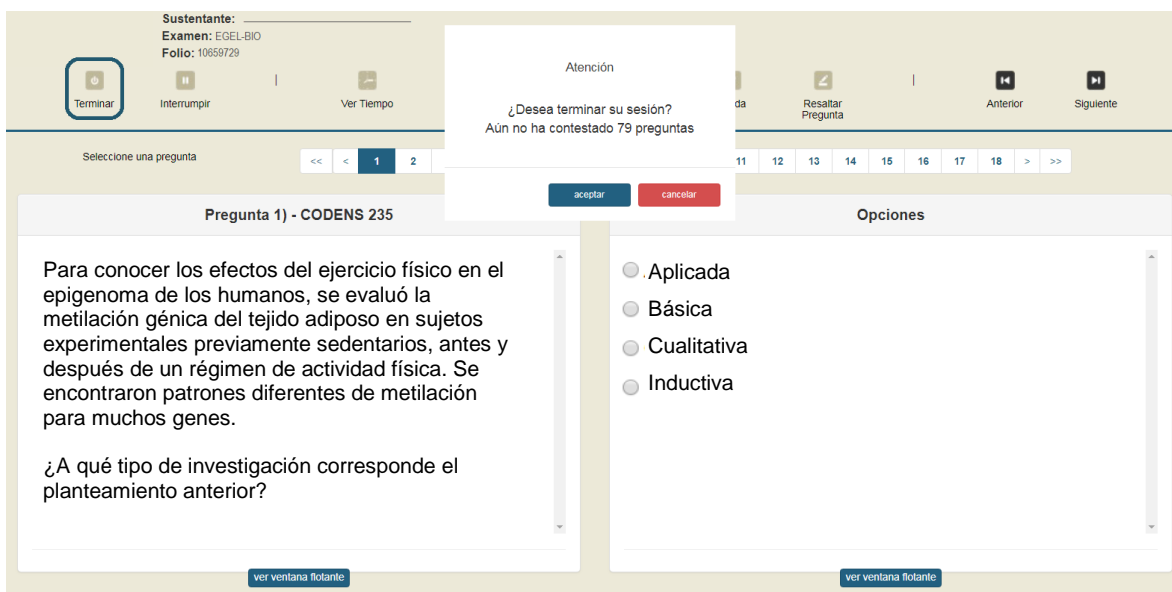 Sustentante:
Examen: EGEL-BIO
Folio: 10659729
Terminar
Interrumpir
Ver Tiempo
da
Resaltar
Pregunta
Anterior
Siguiente
Atención
¿Desea terminar su sesión?
Aún no ha contestado 79 preguntas
aceptar
cancelar
Seleccione una pregunta
<< < 1 2 11 12 13 14 15 16 17 18 > >>
Pregunta 1) - CODENS 235
Para conocer los efectos del ejercicio físico en el
epigenoma de los humanos, se evaluó la
metilación génica del tejido adiposo en sujetos
experimentales previamente sedentarios, antes y
después de un régimen de actividad física. Se
encontraron patrones diferentes de metilación
para muchos genes.
¿A qué tipo de investigación corresponde el
planteamiento anterior?
ver ventana flotante
Opciones
Aplicada
Básica
Cualitativa
Inductiva
ver ventana flotante